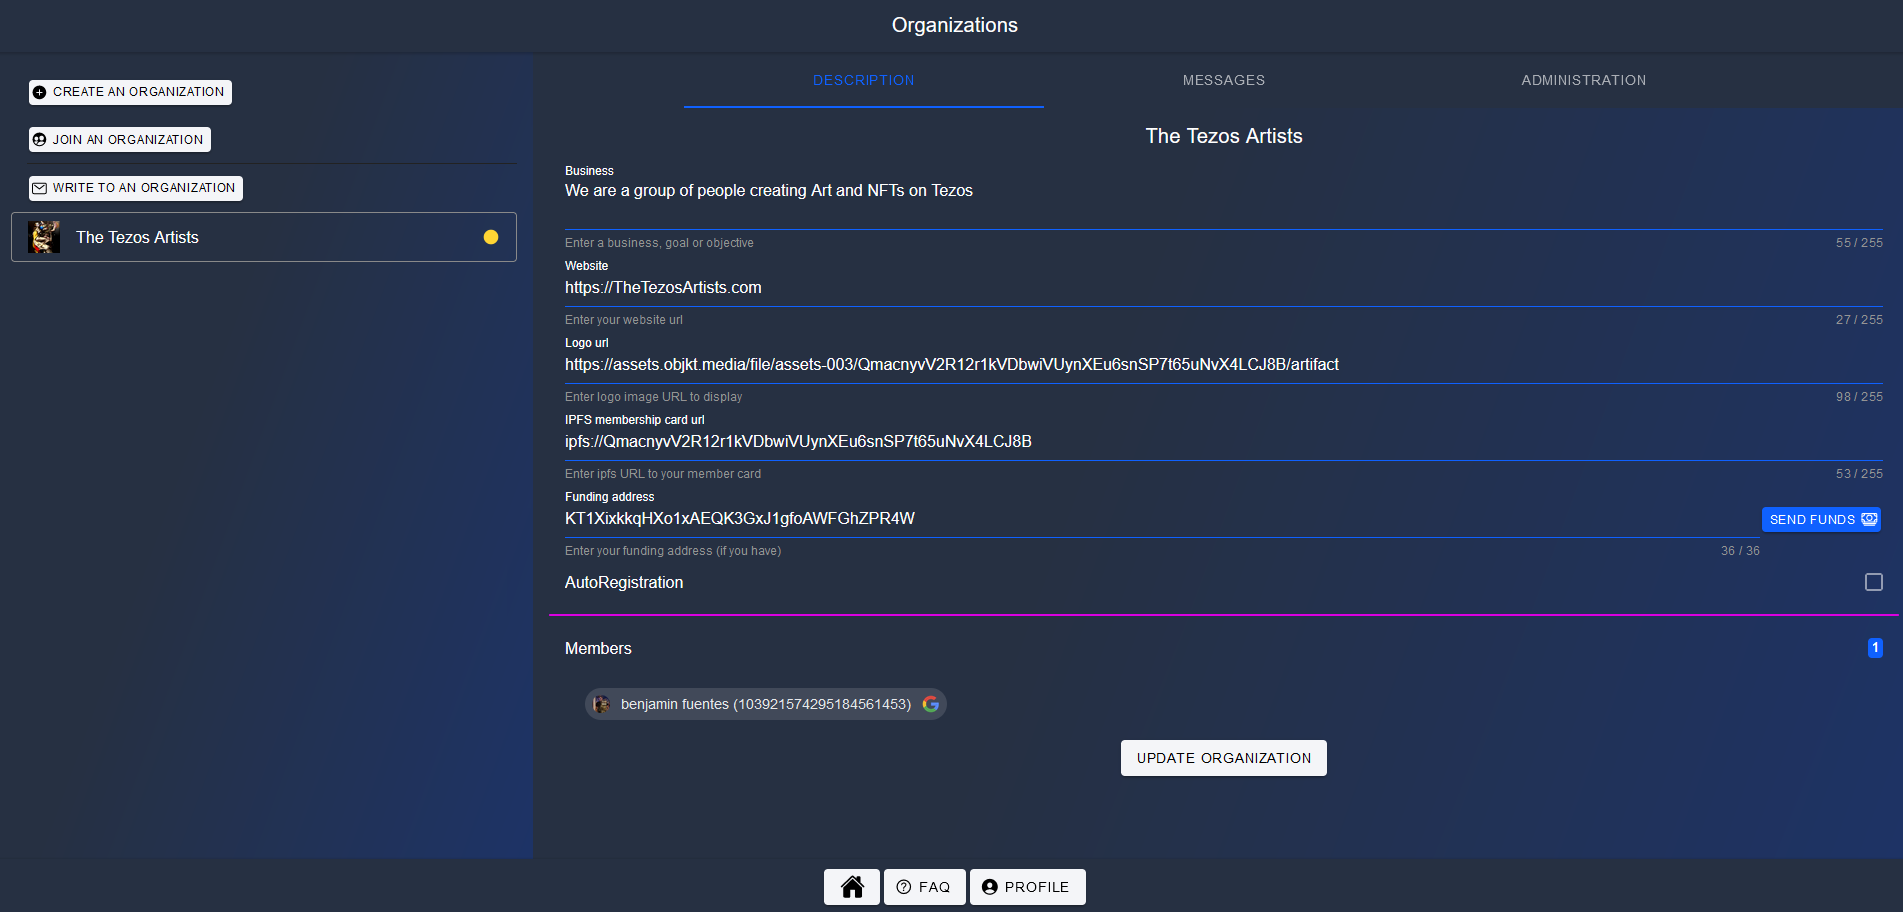 Organizations
CREATE AN ORGANIZATION
JOIN AN ORGANIZATION
WRITE TO AN ORGANIZATION
The Tezos Artists
DESCRIPTION
MESSAGES
ADMINISTRATION
The Tezos Artists
Business
We are a group of people creating Art and NFTs on Tezos
Enter a business, goal or objective
55 / 255
Website
https://TheTezosArtists.com
Enter your website url
27 / 255
Logo url
https://assets.objkt.media/file/assets-003/QmacnyvV2R12r1kVDbwiVUynXEu6snSP7t65uNvX4LCJ8B/artifact
Enter logo image URL to display
98 / 255
IPFS membership card url
ipfs://QmacnyvV2R12r1kVDbwiVUynXEu6snSP7t65uNvX4LCJ8B
Enter ipfs URL to your member card
53 / 255
Funding address
KT1XixkkqHXo1xAEQK3GxJ1gfoAWFGhZPR4W
SEND FUNDS
Enter your funding address (if you have)
36 / 36
AutoRegistration
Members
1
benjamin fuentes (103921574295184561453)
UPDATE ORGANIZATION
FAQ
PROFILE